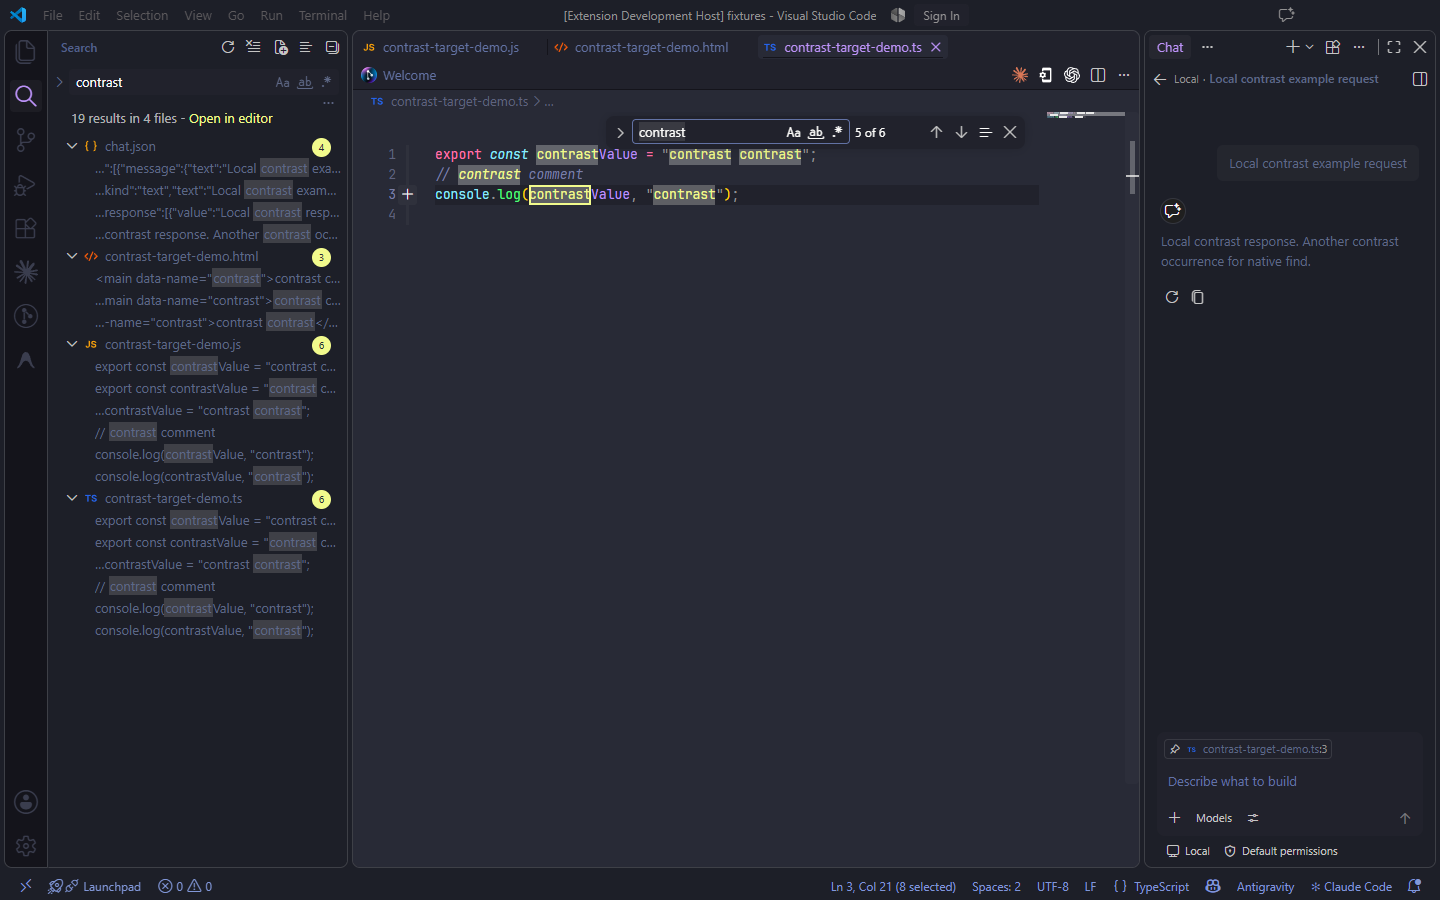 File Edit Selection View Go Run Terminal Help
[Extension Development Host] fixtures - Visual Studio Code
Sign In
Search
contrast
Aa ab .*
19 results in 4 files - Open in editor
{ } chat.json 4
...":[{"message":{"text":"Local contrast exa...
...kind":"text","text":"Local contrast exam...
...response":[{"value":"Local contrast resp...
...contrast response. Another contrast oc...
contrast-target-demo.html 3
<main data-name="contrast">contrast c...
...main data-name="contrast">contrast c...
...-name="contrast">contrast contrast</...
JS contrast-target-demo.js 6
export const contrastValue = "contrast c...
export const contrastValue = "contrast c...
...contrastValue = "contrast contrast";
// contrast comment
console.log(contrastValue, "contrast");
console.log(contrastValue, "contrast");
TS contrast-target-demo.ts 6
export const contrastValue = "contrast c...
export const contrastValue = "contrast c...
...contrastValue = "contrast contrast";
// contrast comment
console.log(contrastValue, "contrast");
console.log(contrastValue, "contrast");
JS contrast-target-demo.js
contrast-target-demo.html
TS contrast-target-demo.ts
Welcome
TS contrast-target-demo.ts > ...
contrast Aa ab .* 5 of 6
1 export const contrastValue = "contrast contrast";
2 // contrast comment
3 console.log(contrastValue, "contrast");
4
Chat
Local · Local contrast example request
Local contrast example request
Local contrast response. Another contrast
occurrence for native find.
TS contrast-target-demo.ts:3
Describe what to build
Models
Local Default permissions
Launchpad 0 0
Ln 3, Col 21 (8 selected) Spaces: 2 UTF-8 LF { } TypeScript Antigravity Claude Code